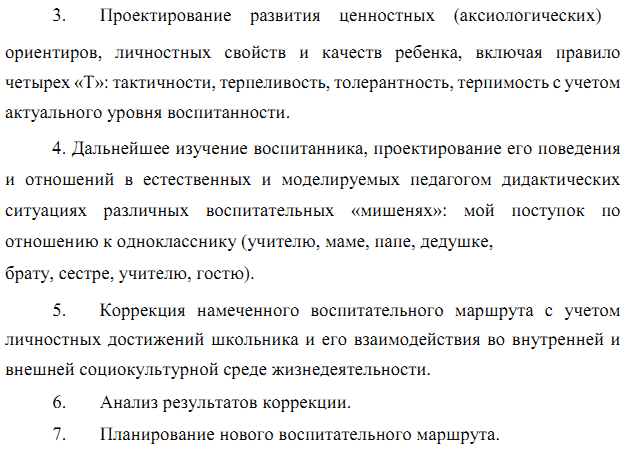 3. Проектирование развития ценностных (аксиологических)
ориентиров, личностных свойств и качеств ребенка, включая правило
четырех «Т»: тактичности, терпеливость, толерантность, терпимость с учетом
актуального уровня воспитанности.
4. Дальнейшее изучение воспитанника, проектирование его поведения
и отношений в естественных и моделируемых педагогом дидактических
ситуациях различных воспитательных «мишенях»: мой поступок по
отношению к однокласснику (учителю, маме, папе, дедушке,
брату, сестре, учителю, гостю).
5. Коррекция намеченного воспитательного маршрута с учетом
личностных достижений школьника и его взаимодействия во внутренней и
внешней социокультурной среде жизнедеятельности.
6. Анализ результатов коррекции.
7. Планирование нового воспитательного маршрута.